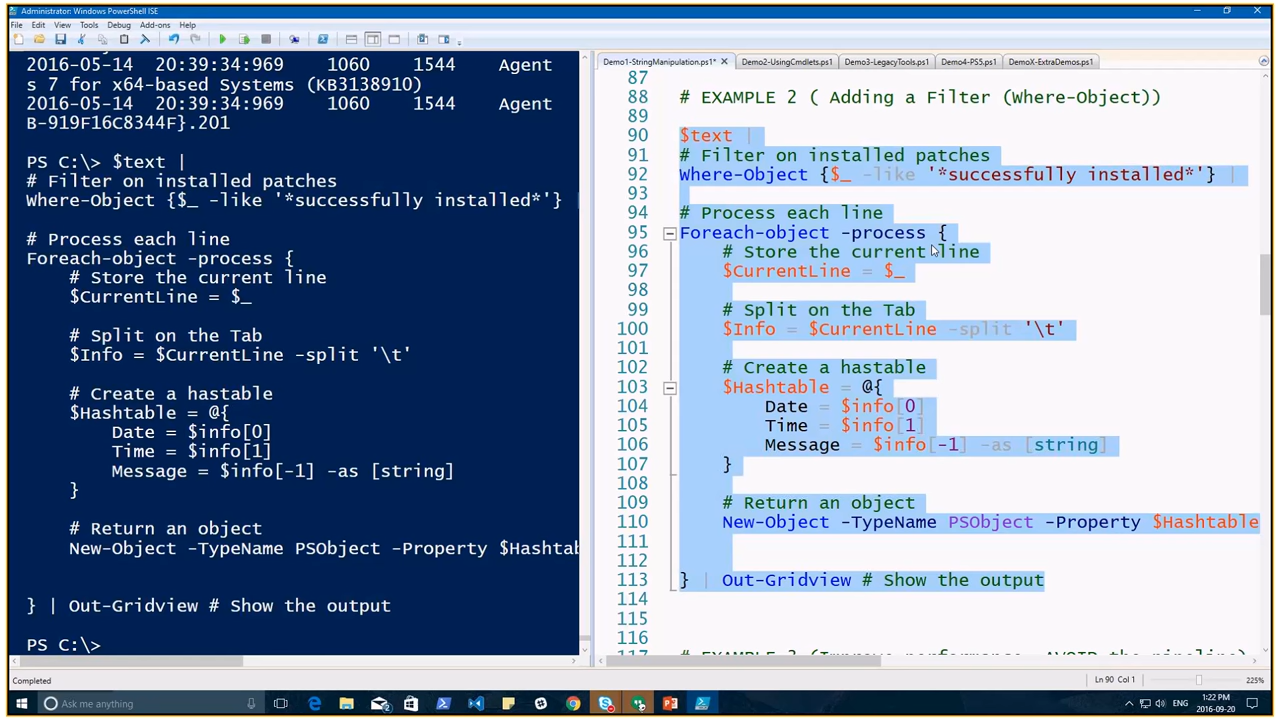 Administrator: Windows PowerShell ISE
File Edit View Tools Debug Add-ons Help
2016-05-14 20:39:34:969 1060 1544 Agent
s 7 for x64-based Systems (KB3138910)
2016-05-14 20:39:34:969 1060 1544 Agent
B-919F16C8344F}.201
PS C:\> $text |
# Filter on installed patches
Where-Object {$_ -like '*successfully installed*'} |
# Process each line
Foreach-object -process {
# Store the current line
$CurrentLine = $_
# Split on the Tab
$Info = $CurrentLine -split '\t'
# Create a hastable
$Hashtable = @{
Date = $info[0]
Time = $info[1]
Message = $info[-1] -as [string]
}
# Return an object
New-Object -TypeName PSObject -Property $Hashtab
} | Out-Gridview # Show the output
PS C:\>
Demo1-StringManipulation.ps1* Demo2-UsingCmdlets.ps1 Demo3-LegacyTools.ps1 Demo4-PS5.ps1 DemoX-ExtraDemos.ps1
87
88 # EXAMPLE 2 ( Adding a Filter (Where-Object))
89
90 $text |
91 # Filter on installed patches
92 Where-Object {$_ -like '*successfully installed*'} |
93
94 # Process each line
95 Foreach-object -process {
96 # Store the current line
97 $CurrentLine = $_
98
99 # Split on the Tab
100 $Info = $CurrentLine -split '\t'
101
102 # Create a hastable
103 $Hashtable = @{
104 Date = $info[0]
105 Time = $info[1]
106 Message = $info[-1] -as [string]
107 }
108
109 # Return an object
110 New-Object -TypeName PSObject -Property $Hashtable
111
112
113 } | Out-Gridview # Show the output
114
115
116
117 # EXAMPLE 3 (Improve performance, AVOID the pipeline)
Completed
Ln 90 Col 1
225%
Ask me anything
ENG
1:22 PM
2016-09-20